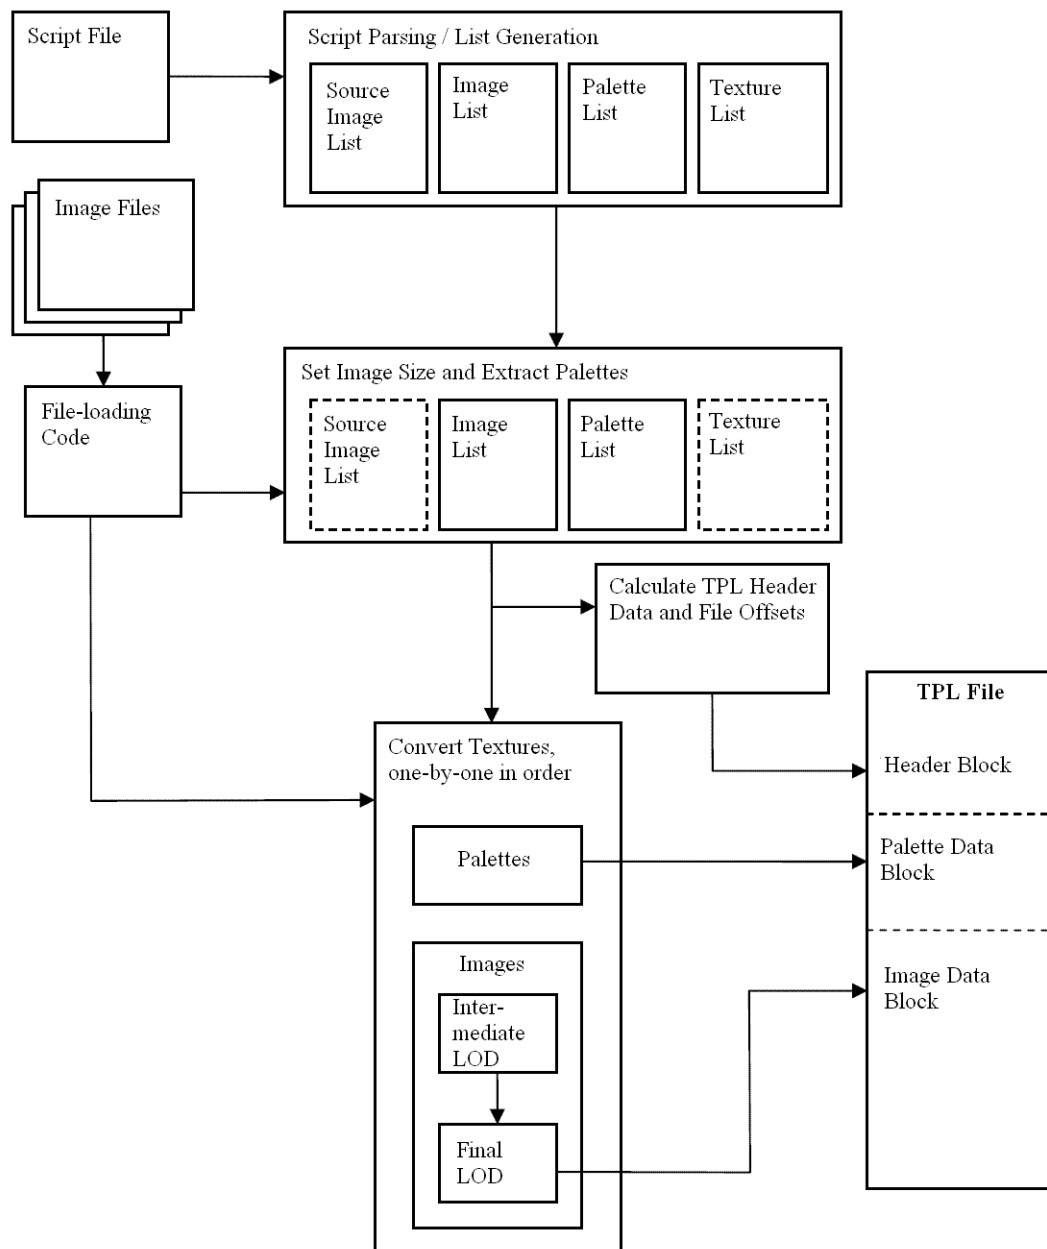 Script File
Script Parsing / List Generation
Source
Image
List
Image
List
Palette
List
Texture
List
Image Files
Set Image Size and Extract Palettes
File-loading
Code
Source
Image
List
Image
List
Palette
List
Texture
List
Calculate TPL Header
Data and File Offsets
TPL File
Convert Textures,
one-by-one in order
Header Block
Palettes
Palette Data
Block
Images
Image Data
Block
Inter-
mediate
LOD
Final
LOD